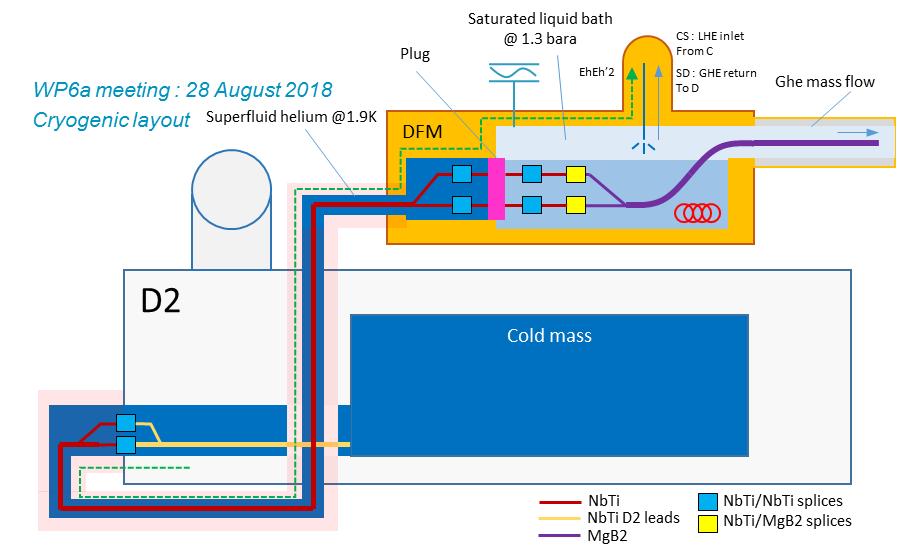 Saturated liquid bath
@ 1.3 bara
CS : LHE inlet
From C
Plug
EhEh’2
SD : GHE return
To D
Ghe mass flow
WP6a meeting : 28 August 2018
Cryogenic layout
Superfluid helium @1.9K
DFM
D2
Cold mass
NbTi
NbTi D2 leads
MgB2
NbTi/NbTi splices
NbTi/MgB2 splices